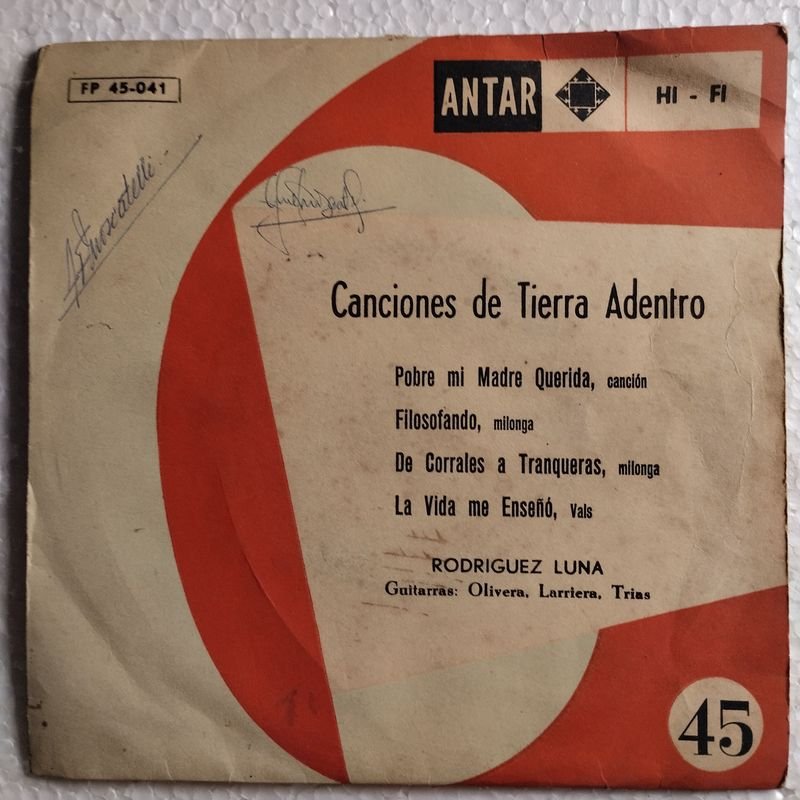 FP 45-041
ANTAR
HI - FI
Canciones de Tierra Adentro
Pobre mi Madre Querida, canción
Filosofando, milonga
De Corrales a Tranqueras, milonga
La Vida me Enseñó, Vals
RODRIGUEZ LUNA
Guitarras: Olivera, Larriera, Trias
45